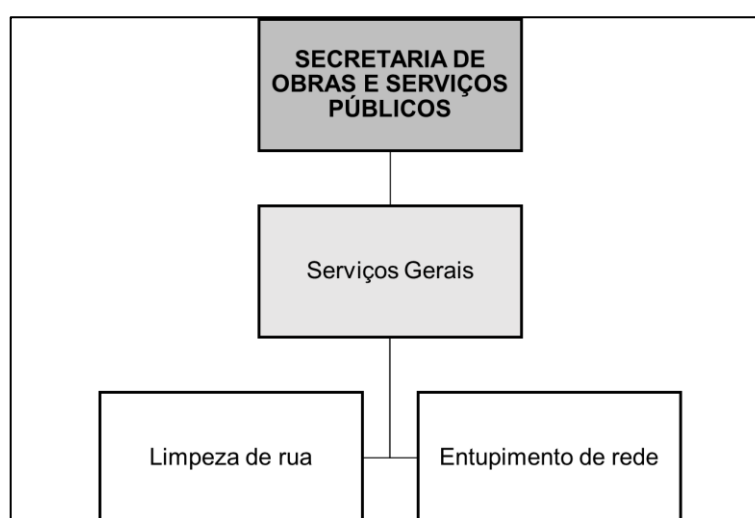 SECRETARIA DE
OBRAS E SERVIÇOS
PÚBLICOS
Serviços Gerais
Limpeza de rua
Entupimento de rede